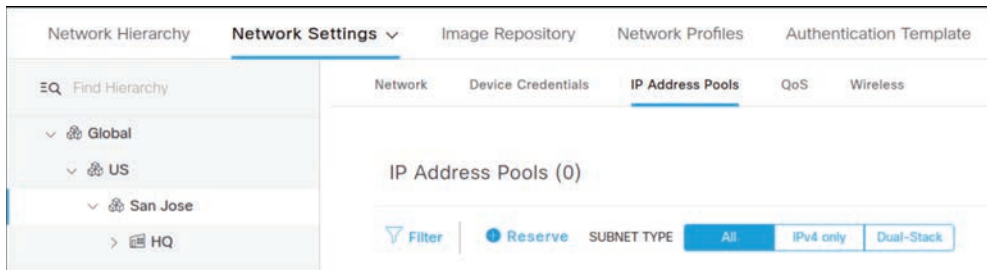 Network Hierarchy Network Settings Image Repository Network Profiles Authentication Template
Find Hierarchy
Network Device Credentials IP Address Pools QoS Wireless
Global
US
San Jose
HQ
IP Address Pools (0)
Filter Reserve SUBNET TYPE All IPv4 only Dual-Stack